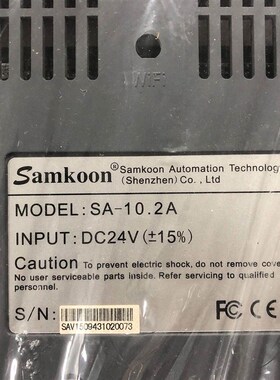 WIFI
Samkoon® Samkoon Automation Technology
(Shenzhen) Co., Ltd
MODEL: SA-10.2A
INPUT: DC24V (±15%)
Caution To prevent electric shock, do not remove cover.
No user serviceable parts inside. Refer servicing to qualified
personnel.
S/N: SAV1509431020073
FC CE